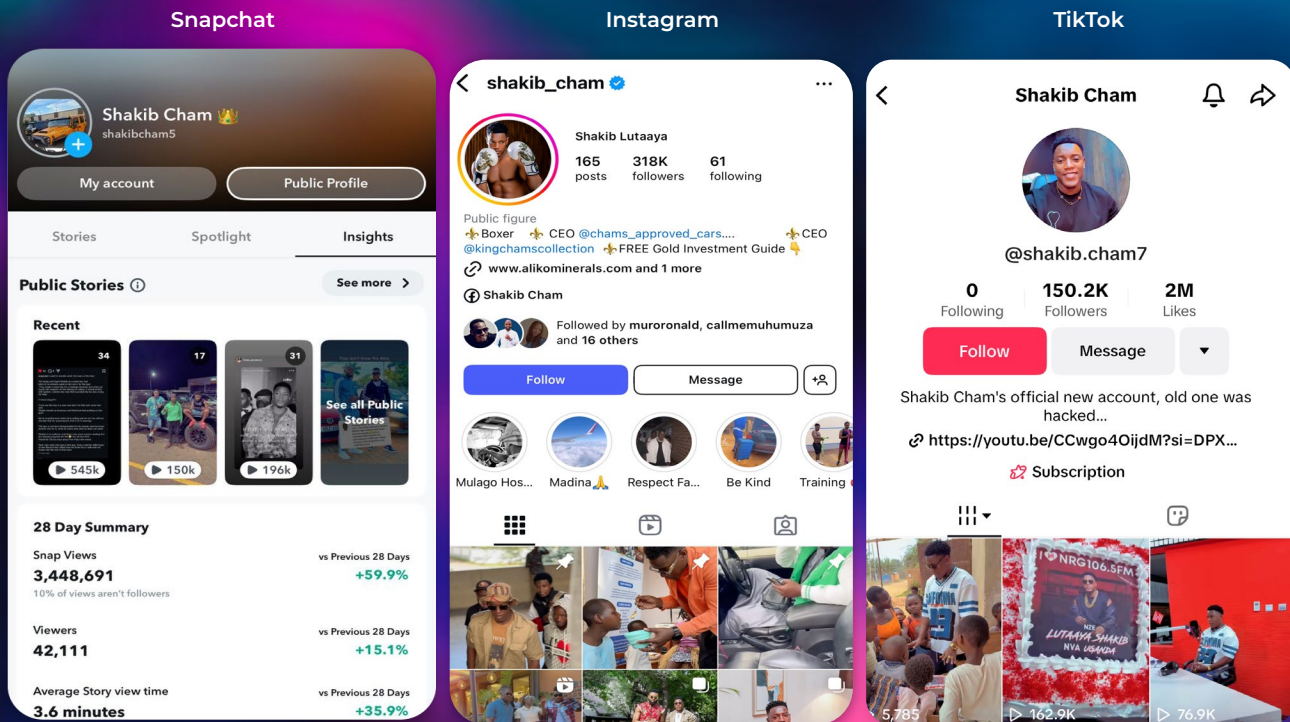 Snapchat
Shakib Cham 👑
shakibcham5
My account
Public Profile
Stories
Spotlight
Insights
Public Stories
See more
Recent
34
545k
17
150k
31
196k
See all Public
Stories
28 Day Summary
Snap Views
vs Previous 28 Days
3,448,691
+59.9%
10% of views aren't followers
Viewers
vs Previous 28 Days
42,111
+15.1%
Average Story view time
vs Previous 28 Days
3.6 minutes
+35.9%
Instagram
shakib_cham
Shakib Lutaaya
165 318K 61
posts followers following
Public figure
⚜️Boxer ⚜️ CEO @chams_approved_cars.... ⚜️CEO
@kingchamscollection ⚜️FREE Gold Investment Guide 👇
www.alikominerals.com and 1 more
Shakib Cham
Followed by muroronald, callmemuhumuza
and 16 others
Follow
Message
Mulago Hos...
Madina🙏
Respect Fa...
Be Kind
Training
TikTok
Shakib Cham
@shakib.cham7
0 150.2K 2M
Following Followers Likes
Follow
Message
Shakib Cham's official new account, old one was
hacked...
https://youtu.be/CCwgo4OijdM?si=DPX...
Subscription
I NRG106.5FM
NZE
LUTAAYA SHAKIB
NVA UGANDA
5,785
162.9K
76.9K